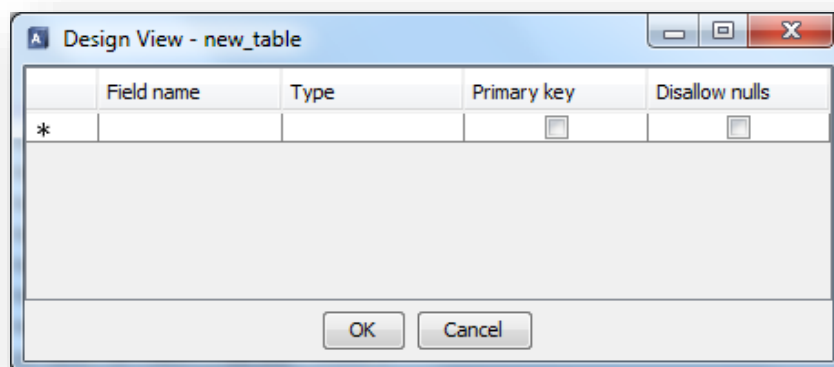 Design View - new_table
Field name Type Primary key Disallow nulls
*
OK Cancel